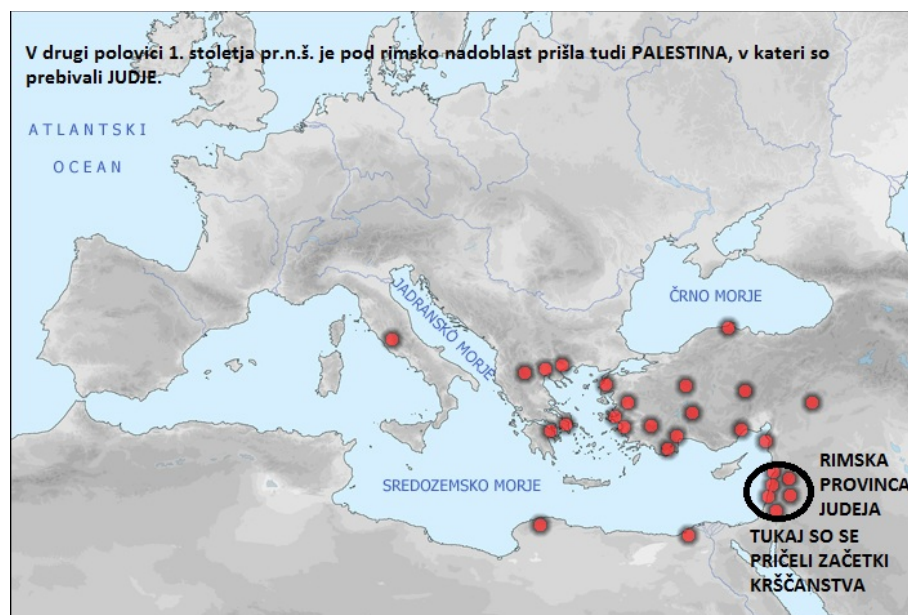 V drugi polovici 1. stoletja pr.n.š. je pod rimsko nadoblast prišla tudi PALESTINA, v kateri so
prebivali JUDJE.
ATLANTSKI
OCEAN
ČRNO MORJE
JADRANSKO MORJE
SREDOZEMSKO MORJE
RIMSKA
PROVINCA
JUDEJA
TUKAJ SO SE
PRIČELI ZAČETKI
KRŠČANSTVA